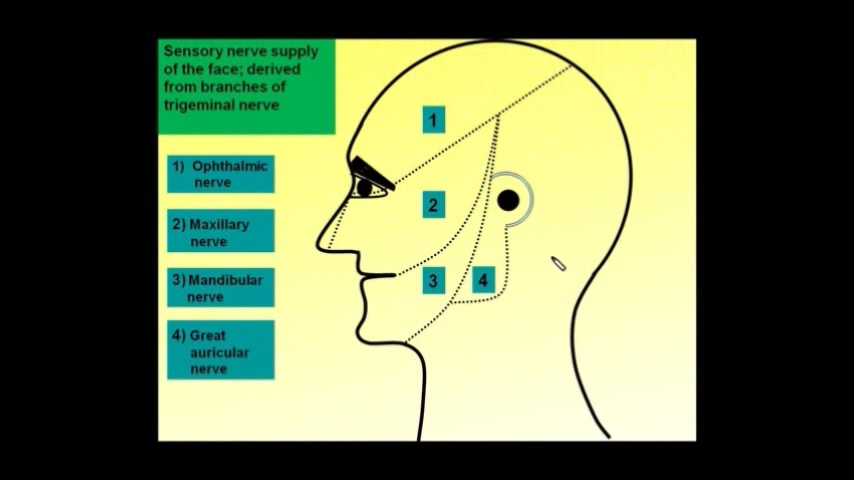 Sensory nerve supply
of the face; derived
from branches of
trigeminal nerve
1) Ophthalmic
nerve
2) Maxillary
nerve
3) Mandibular
nerve
4) Great
auricular
nerve
1
2
3
4